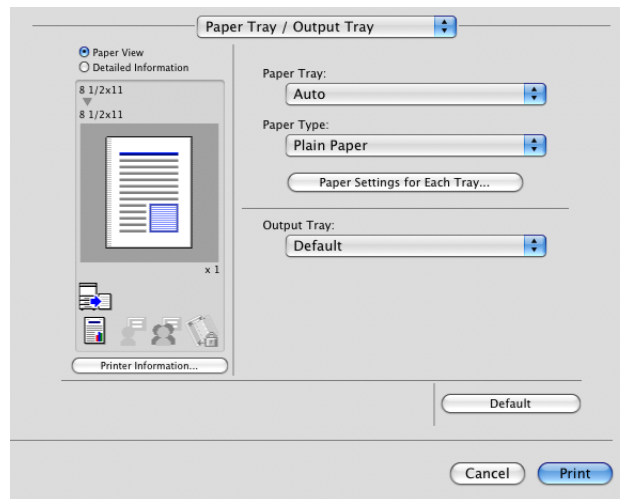 Paper Tray / Output Tray
Paper View
Detailed Information
8 1/2x11
8 1/2x11
x 1
Printer Information...
Paper Tray:
Auto
Paper Type:
Plain Paper
Paper Settings for Each Tray...
Output Tray:
Default
Default
Cancel
Print